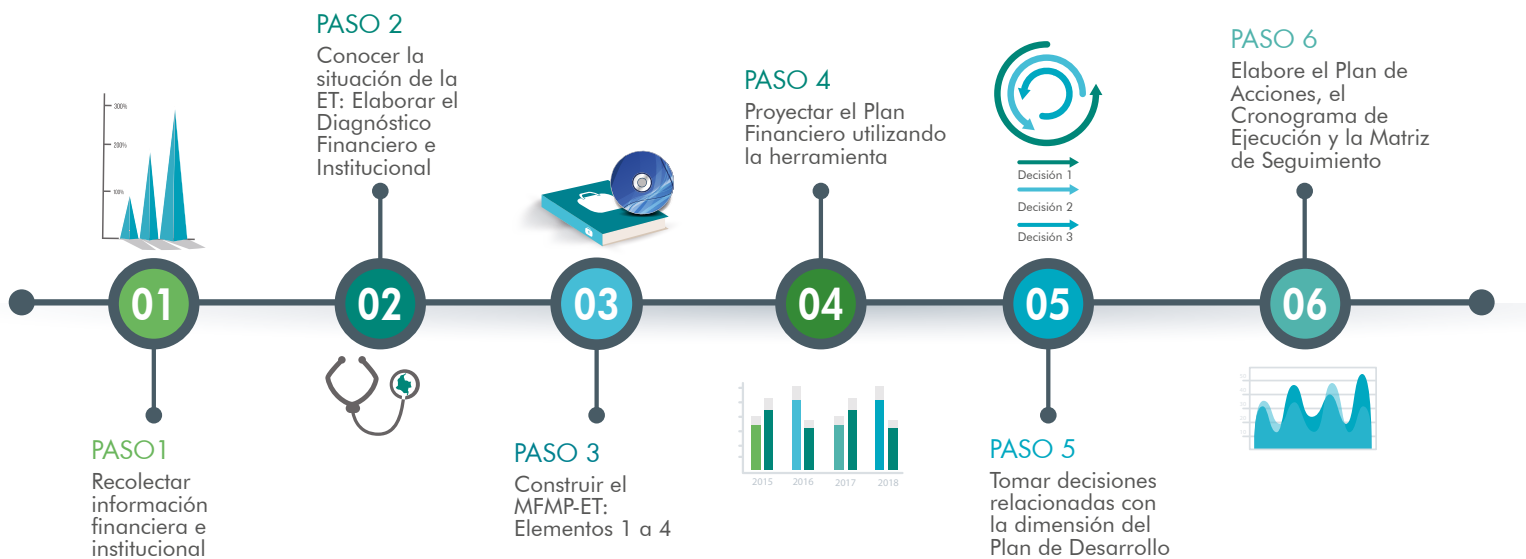 PASO 2
Conocer la
situación de la
ET: Elaborar el
Diagnóstico
Financiero e
Institucional
PASO 4
Proyectar el Plan
Financiero utilizando
la herramienta
PASO 6
Elabore el Plan de
Acciones, el
Cronograma de
Ejecución y la Matriz
de Seguimiento
300%
200%
100%
Decisión 1
Decisión 2
Decisión 3
01
02
03
04
05
06
PASO1
Recolectar
información
financiera e
institucional
PASO 3
Construir el
MFMP-ET:
Elementos 1 a 4
2015 2016 2017 2018
PASO 5
Tomar decisiones
relacionadas con
la dimensión del
Plan de Desarrollo